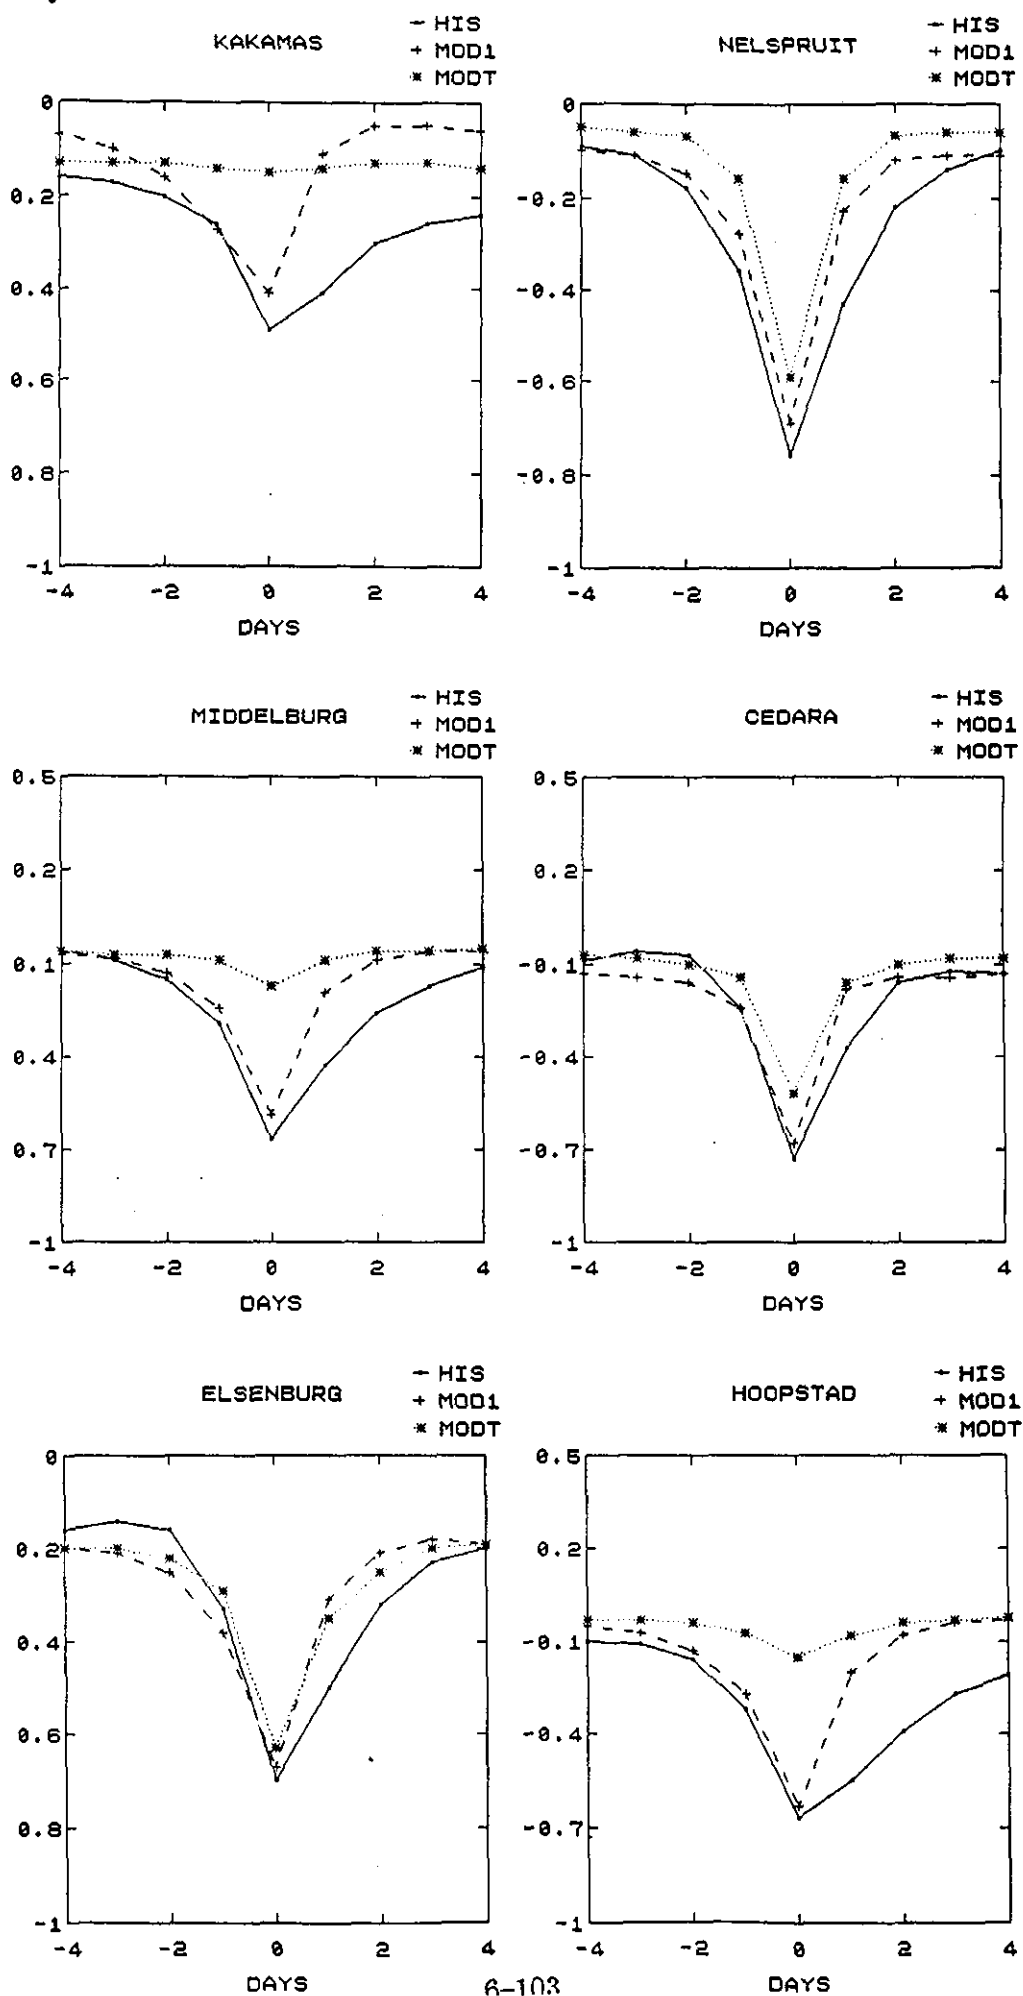 KAKAMAS
- HIS
+ MOD1
* MODT
0
0.2
0.4
0.6
0.8
-1
-4 -2 0 2 4
DAYS
NELSPRUIT
- HIS
+ MOD1
* MODT
0
-0.2
-0.4
-0.6
-0.8
-1
-4 -2 0 2 4
DAYS
MIDDELBURG
- HIS
+ MOD1
* MODT
0.5
0.2
0.1
0.4
0.7
-1
-4 -2 0 2 4
DAYS
CEDARA
- HIS
+ MOD1
* MODT
0.5
0.2
-0.1
-0.4
-0.7
-1
-4 -2 0 2 4
DAYS
ELSENBURG
- HIS
+ MOD1
* MODT
0
0.2
0.4
0.6
0.8
-1
-4 -2 0 2 4
DAYS
HOOPSTAD
- HIS
+ MOD1
* MODT
0.5
0.2
-0.1
-0.4
-0.7
-1
-4 -2 0 2 4
DAYS
6-103